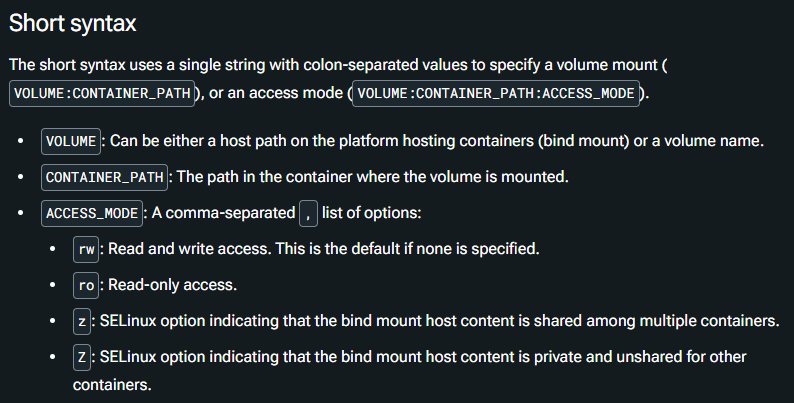 Short syntax
The short syntax uses a single string with colon-separated values to specify a volume mount (
VOLUME:CONTAINER_PATH), or an access mode (VOLUME:CONTAINER_PATH:ACCESS_MODE).
• VOLUME: Can be either a host path on the platform hosting containers (bind mount) or a volume name.
• CONTAINER_PATH: The path in the container where the volume is mounted.
• ACCESS_MODE: A comma-separated , list of options:
• rw: Read and write access. This is the default if none is specified.
• ro: Read-only access.
• z: SELinux option indicating that the bind mount host content is shared among multiple containers.
• Z: SELinux option indicating that the bind mount host content is private and unshared for other
containers.